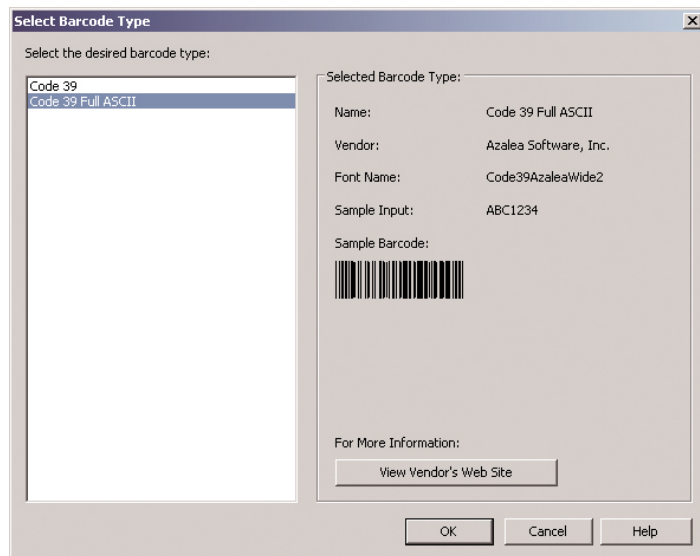 Select Barcode Type
Select the desired barcode type:
Code 39
Code 39 Full ASCII
Selected Barcode Type:
Name: Code 39 Full ASCII
Vendor: Azalea Software, Inc.
Font Name: Code39AzaleaWide2
Sample Input: ABC1234
Sample Barcode:
For More Information:
View Vendor's Web Site
OK Cancel Help